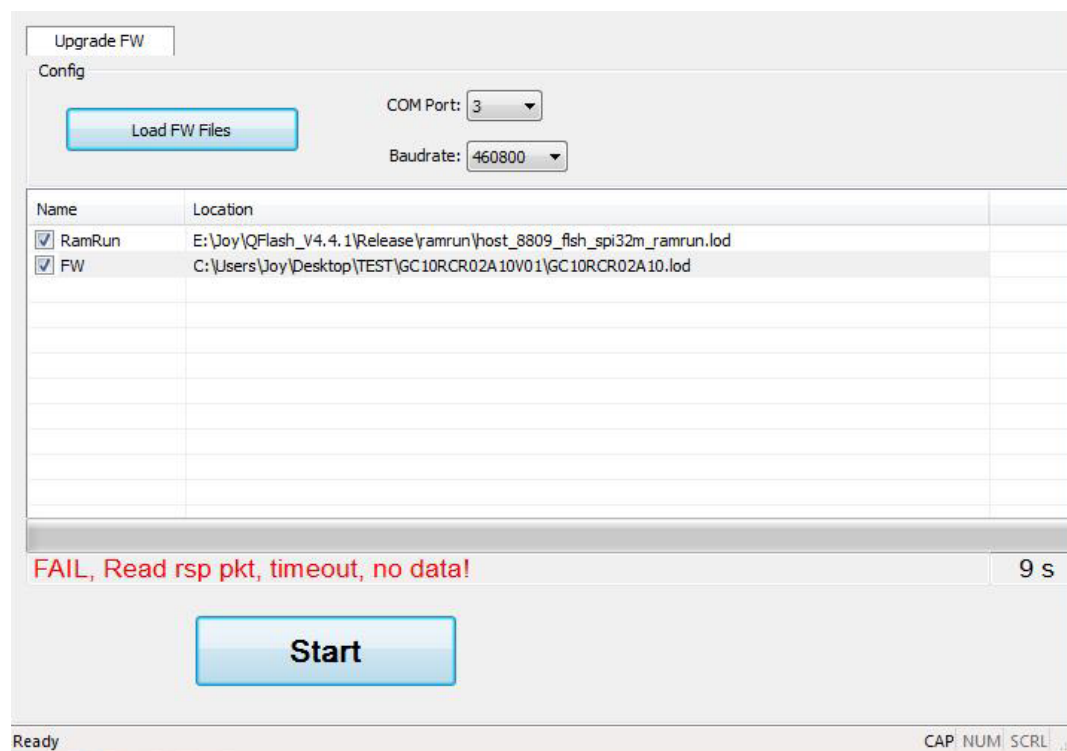 Upgrade FW
Config
Load FW Files
COM Port: 3
Baudrate: 460800
Name Location
RamRun E:\Joy\QFlash_V4.4.1\Release\ramrun\host_8809_flsh_spi32m_ramrun.lod
FW C:\Users\Joy\Desktop\TEST\GC10RCR02A10V01\GC10RCR02A10.lod
FAIL, Read rsp pkt, timeout, no data! 9 s
Start
Ready CAP NUM SCRL